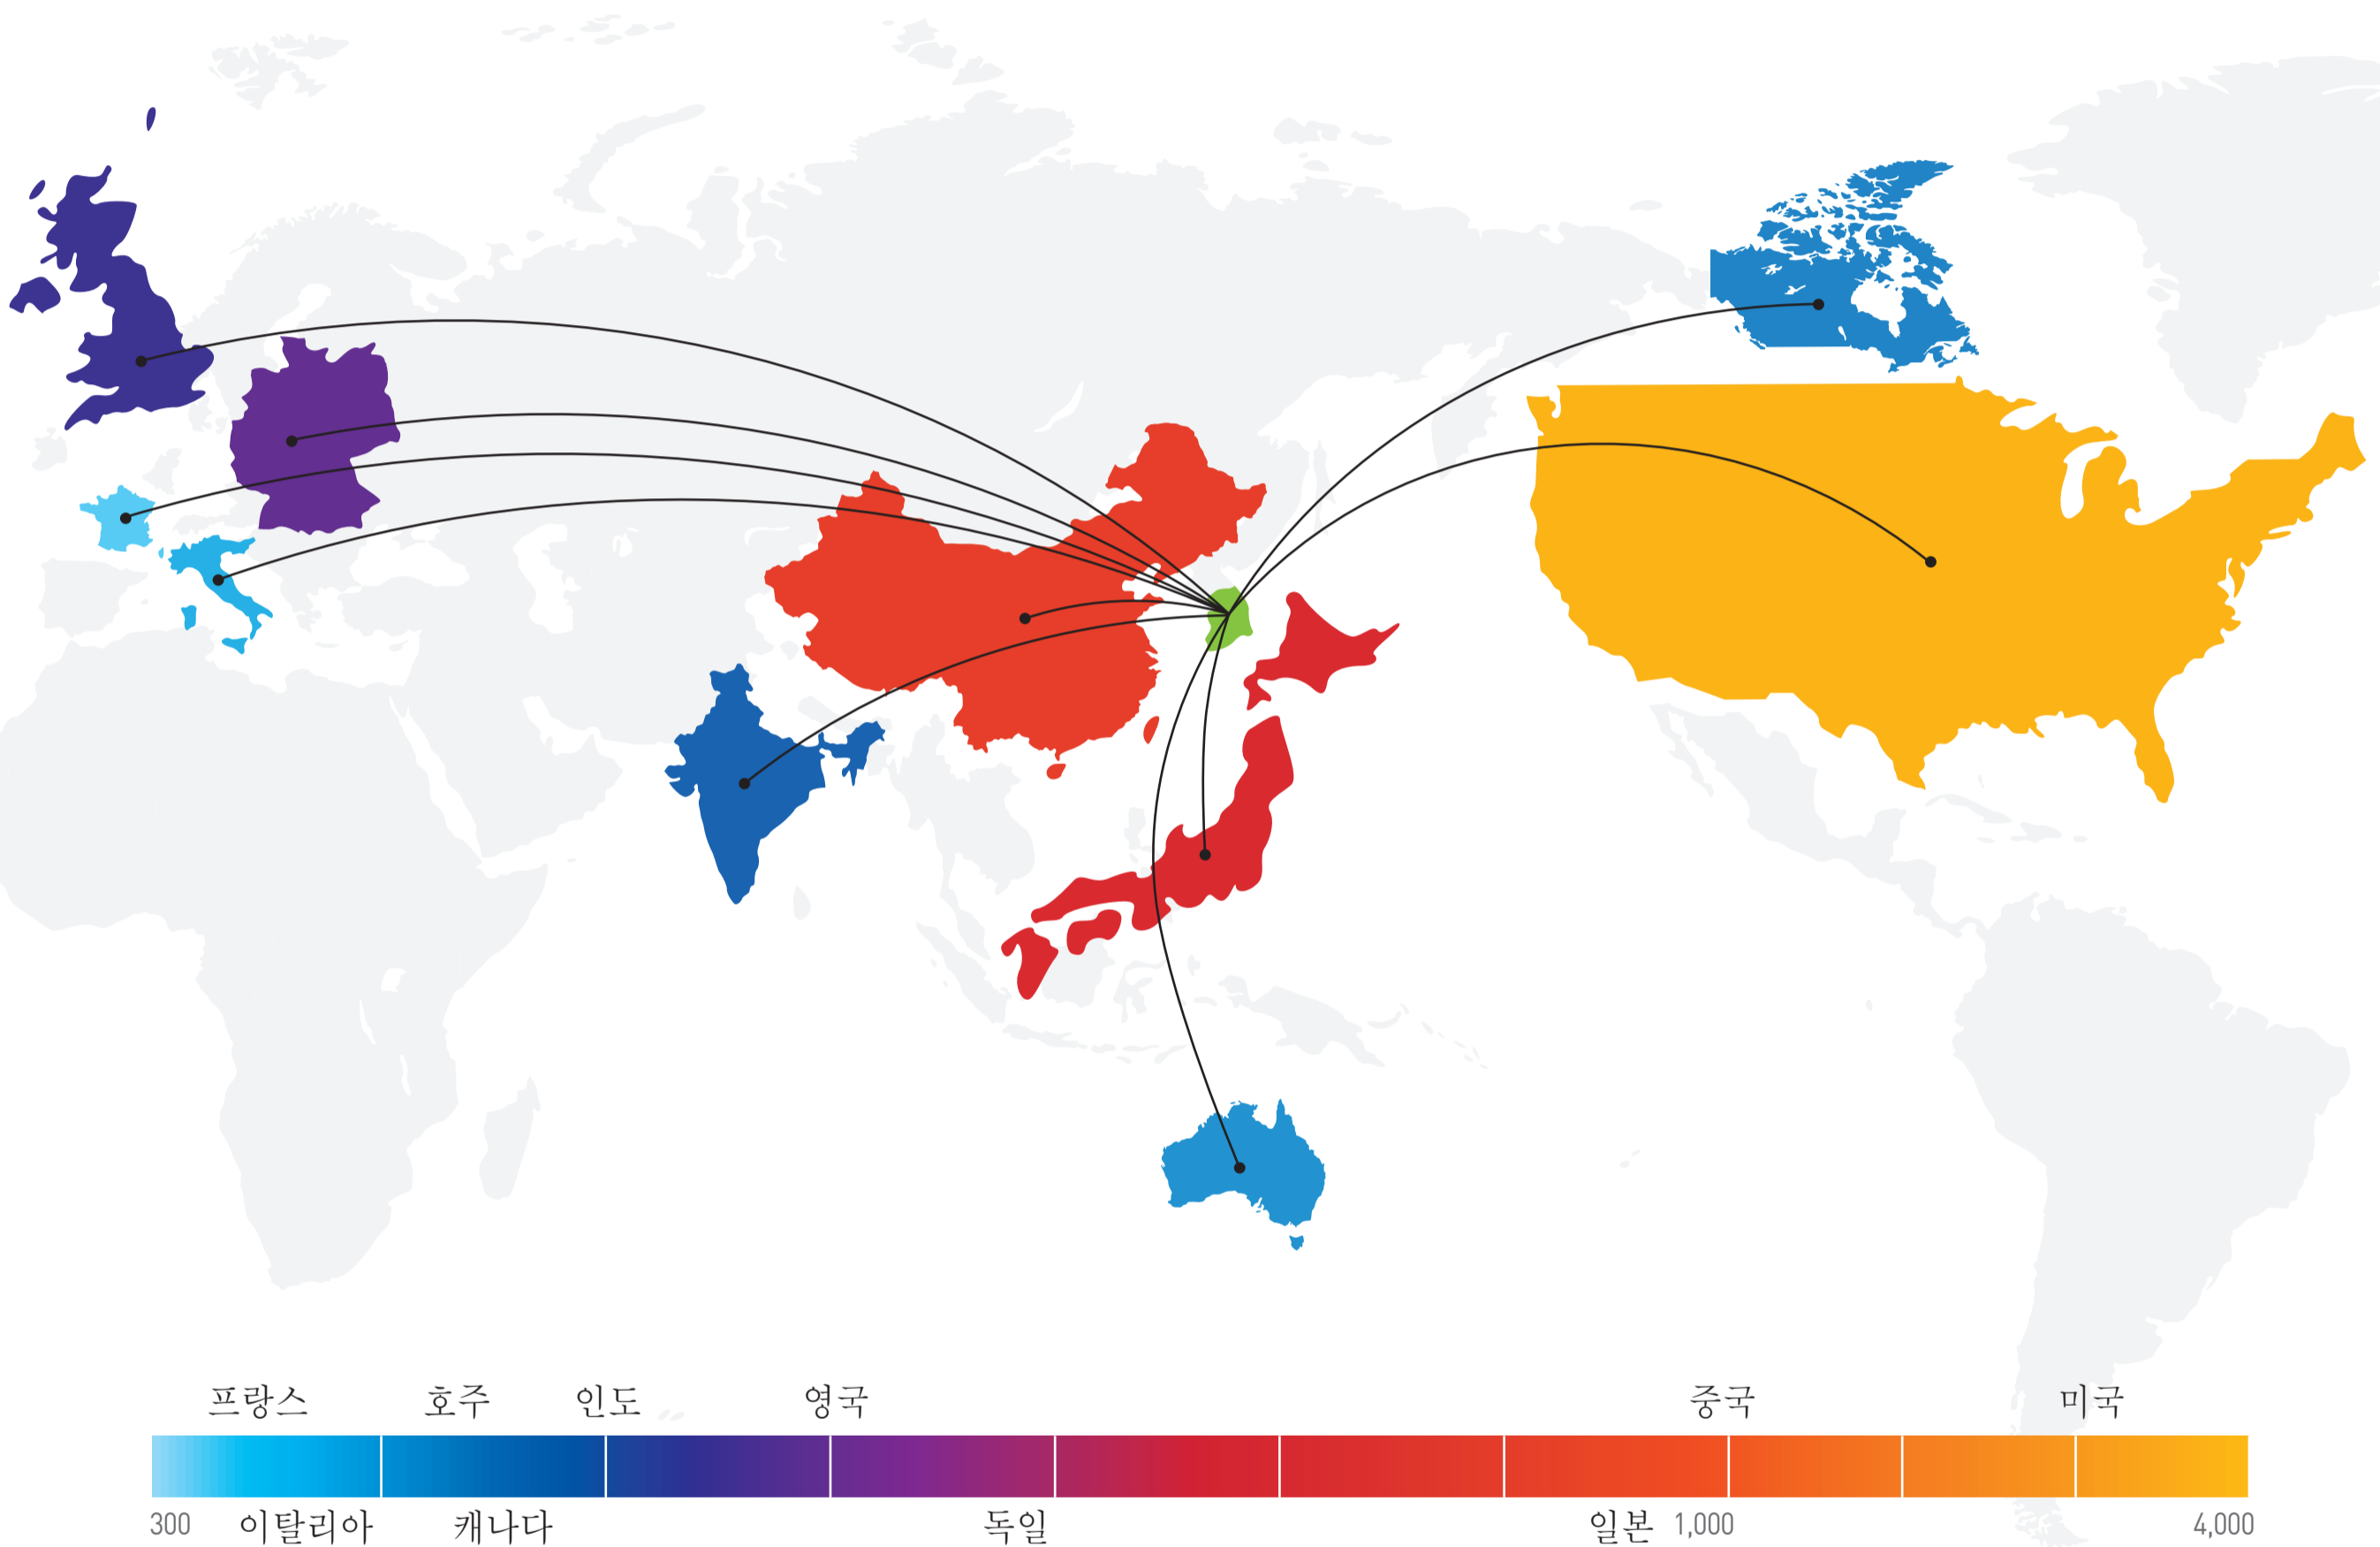 프랑스 호주 인도 영국 중국 미국
300 이탈리아 캐나다 독일 일본 1,000 4,000